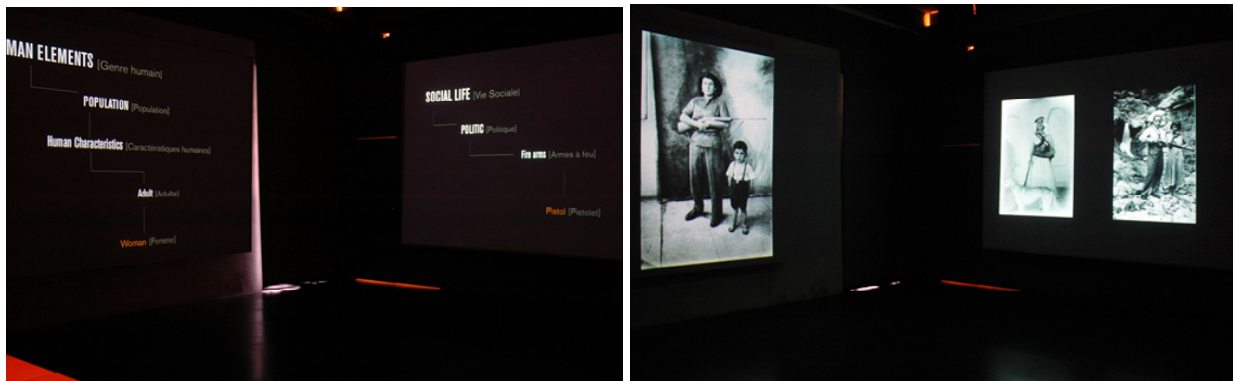 MAN ELEMENTS [Genre humain]
POPULATION [Population]
Human Characteristics [Caractéristiques humaines]
Adult [Adulte]
Woman [Femme]
SOCIAL LIFE [Vie Sociale]
POLITIC [Politique]
Fire arms [Armes à feu]
Pistol [Pistolet]